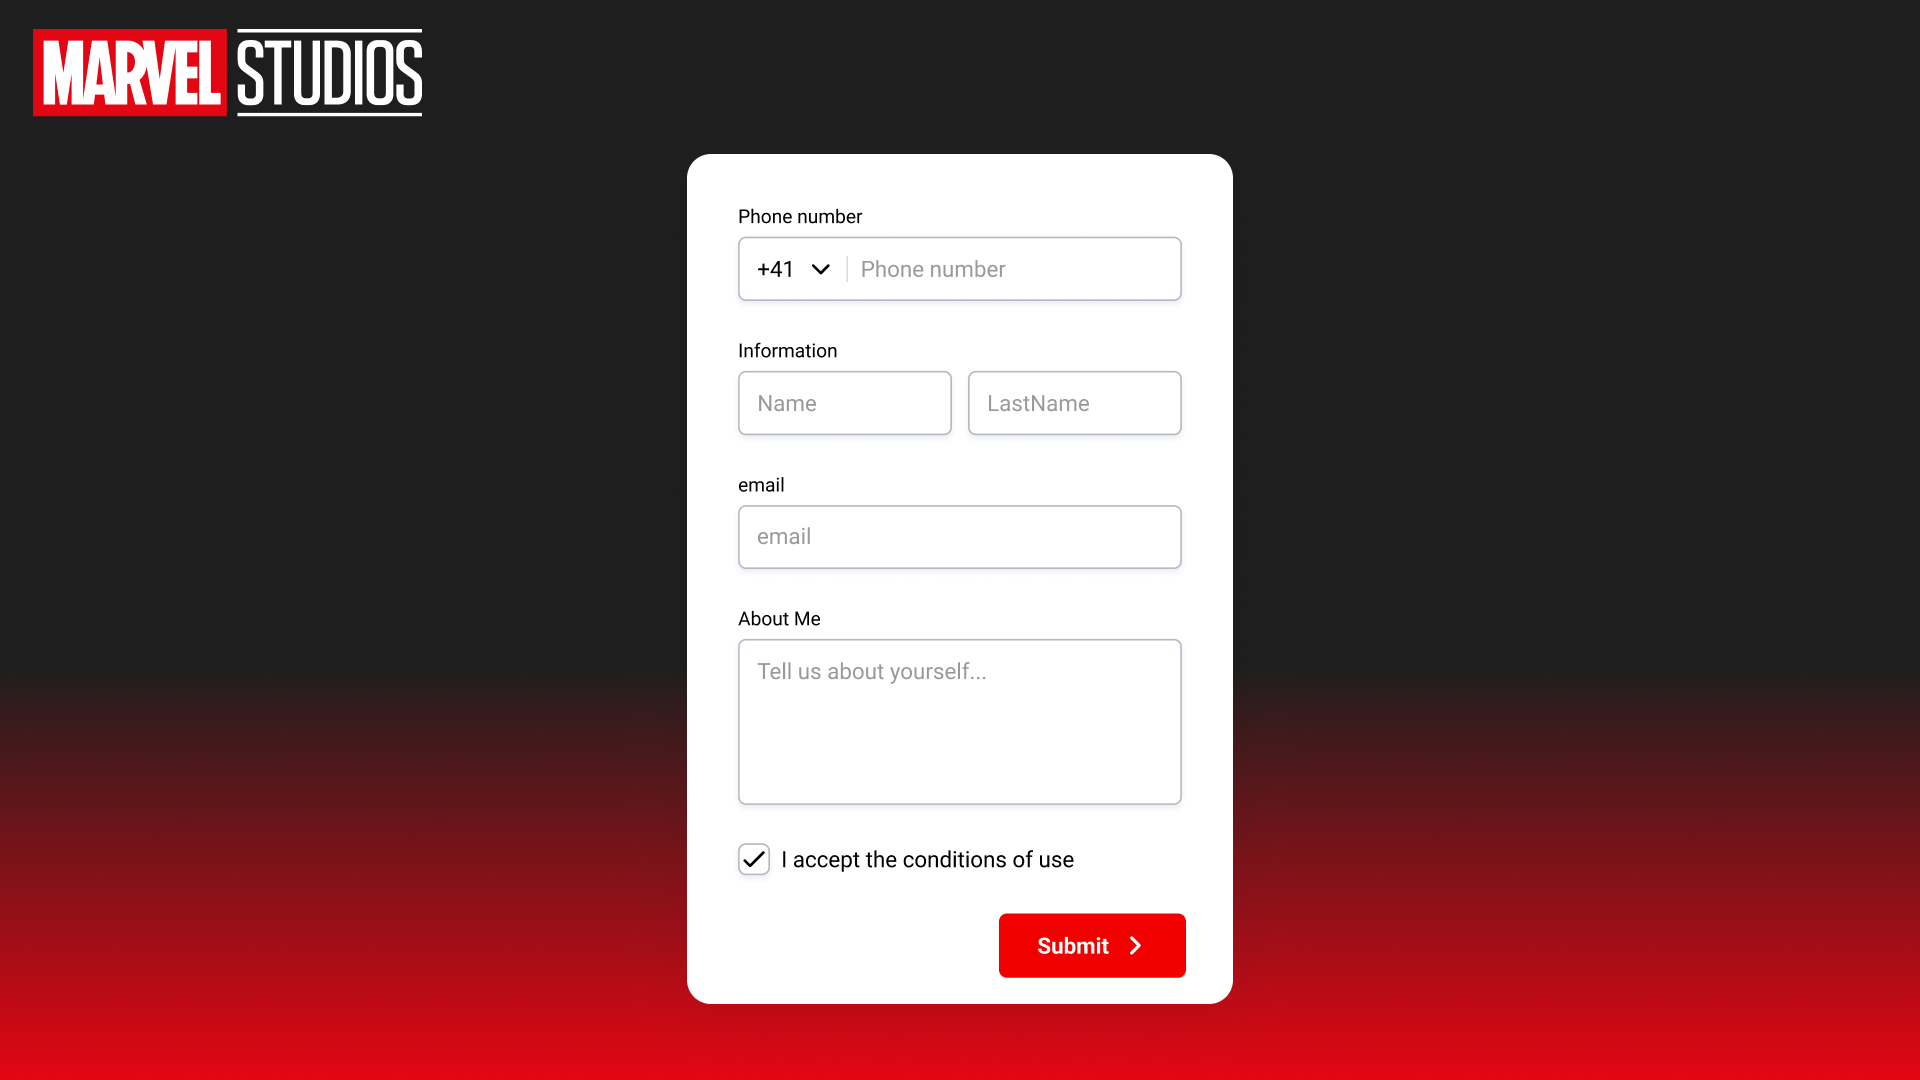 MARVEL STUDIOS
Phone number
+41 Phone number
Information
Name LastName
email
email
About Me
Tell us about yourself...
I accept the conditions of use
Submit